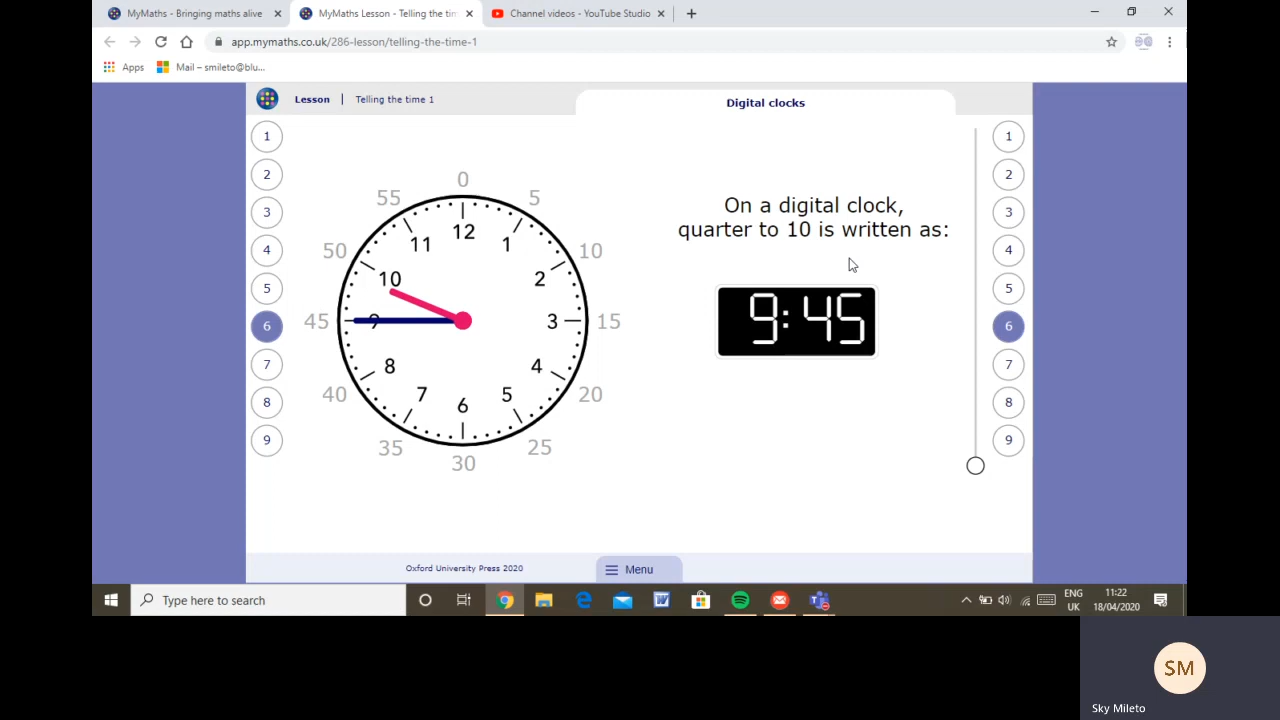 MyMaths - Bringing maths alive
MyMaths Lesson - Telling the tim
Channel videos - YouTube Studio
app.mymaths.co.uk/286-lesson/telling-the-time-1
Apps
Mail – smileto@blu...
Lesson | Telling the time 1
Digital clocks
1
2
3
4
5
6
7
8
9
0
5
10
15
20
25
30
35
40
45
50
55
12
1
2
3
4
5
6
7
8
9
10
11
On a digital clock,
quarter to 10 is written as:
9:45
1
2
3
4
5
6
7
8
9
Oxford University Press 2020
Menu
Type here to search
ENG
UK
11:22
18/04/2020
SM
Sky Mileto